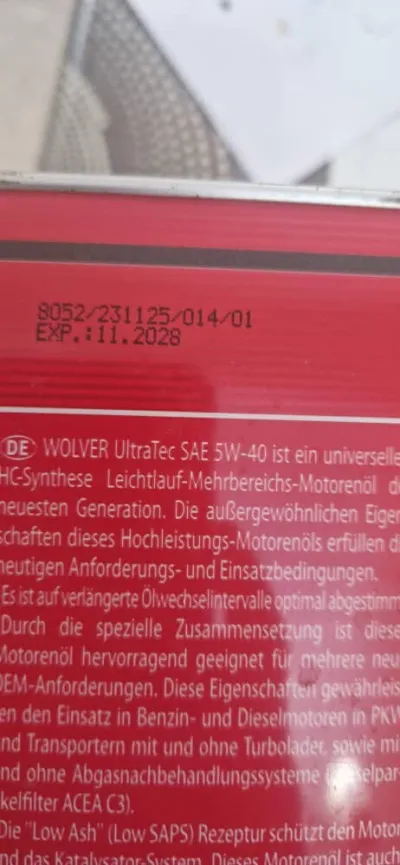 8052/231125/014/01
EXP.:11.2028
DE WOLVER UltraTec SAE 5W-40 ist ein universelle
HC-Synthese Leichtlauf-Mehrbereichs-Motorenöl d
neuesten Generation. Die außergewöhnlichen Eigen
schaften dieses Hochleistungs-Motorenöls erfüllen d
heutigen Anforderungs- und Einsatzbedingungen.
Es ist auf verlängerte Ölwechselintervalle optimal abgestimm
Durch die spezielle Zusammensetzung ist diese
Motorenöl hervorragend geeignet für mehrere neu
OEM-Anforderungen. Diese Eigenschaften gewährleis
en den Einsatz in Benzin- und Dieselmotoren in PKW
und Transportern mit und ohne Turbolader, sowie mi
und ohne Abgasnachbehandlungssysteme (Dieselpar-
kelfilter ACEA C3).
Die "Low Ash" (Low SAPS) Rezeptur schützt den Motor
und das Katalysator-System. Dieses Motorenöl ist auch